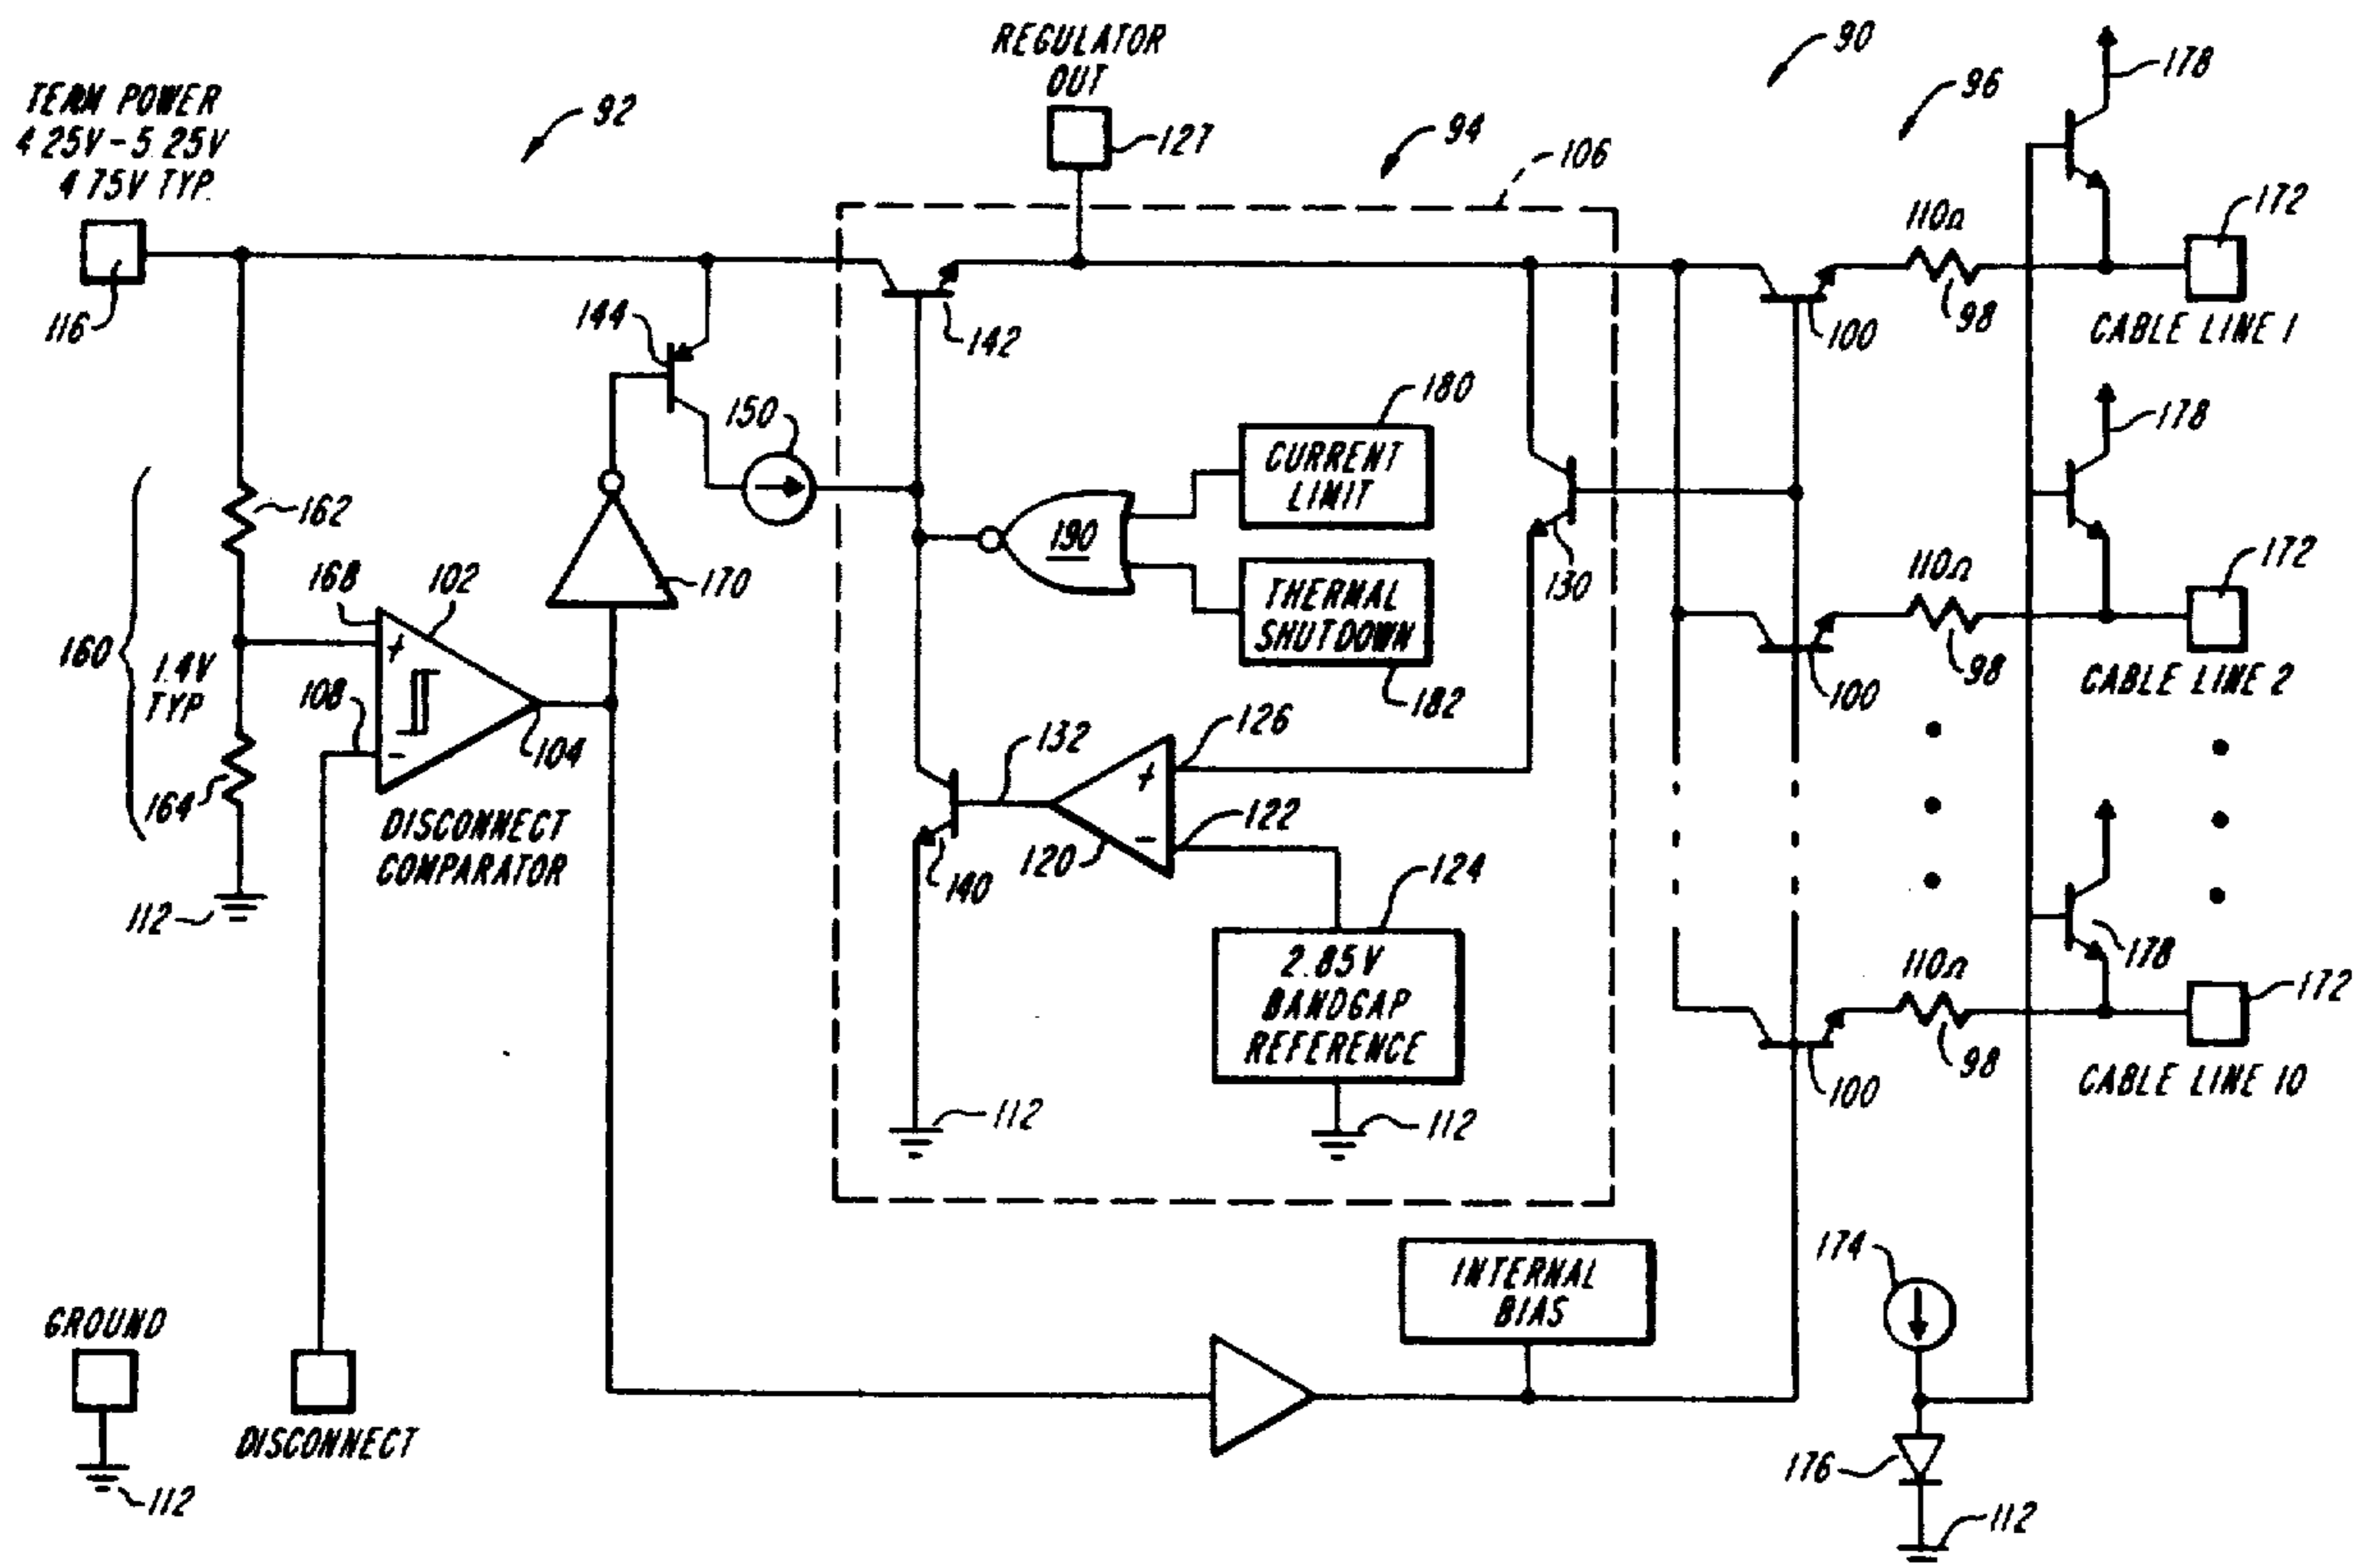 REGULATOR
OUT
90
TERM POWER
4 25V - 5.25V
4 75V TYP.
92
127
94
106
96
178
116
144
142
110Ω
98
100
172
CABLE LINE 1
150
180
CURRENT
LIMIT
178
162
190
130
168
102
170
THERMAL
SHUTDOWN
182
110Ω
98
100
172
CABLE LINE 2
160
1.4V
TYP
108
104
164
132
126
122
120
140
124
DISCONNECT
COMPARATOR
112
2.85V
BANDGAP
REFERENCE
178
110Ω
98
100
172
CABLE LINE 10
112
112
INTERNAL
BIAS
174
GROUND
112
DISCONNECT
176
112